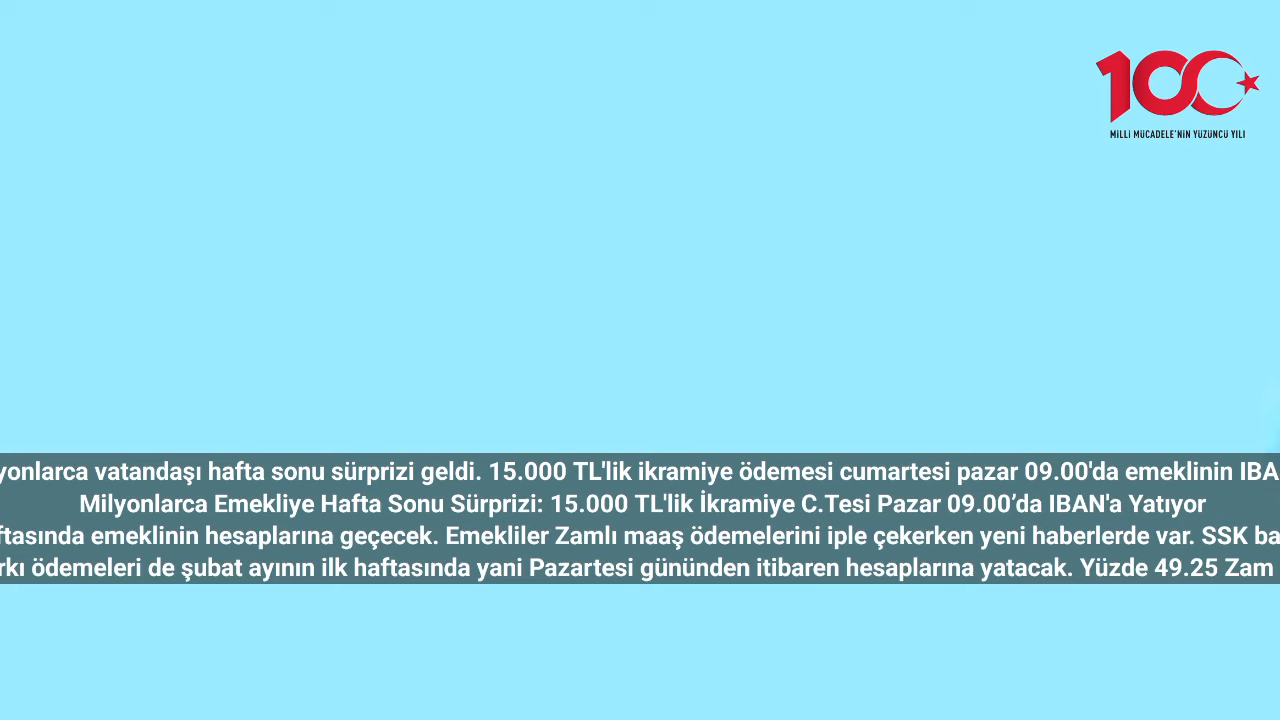 100
MİLLİ MÜCADELE'NİN YÜZÜNCÜ YILI
yonlarca vatandaşı hafta sonu sürprizi geldi. 15.000 TL'lik ikramiye ödemesi cumartesi pazar 09.00'da emeklinin IBA
Milyonlarca Emekliye Hafta Sonu Sürprizi: 15.000 TL'lik İkramiye C.Tesi Pazar 09.00’da IBAN'a Yatıyor
ftasında emeklinin hesaplarına geçecek. Emekliler Zamlı maaş ödemelerini iple çekerken yeni haberlerde var. SSK ba
rkı ödemeleri de şubat ayının ilk haftasında yani Pazartesi gününden itibaren hesaplarına yatacak. Yüzde 49.25 Zam